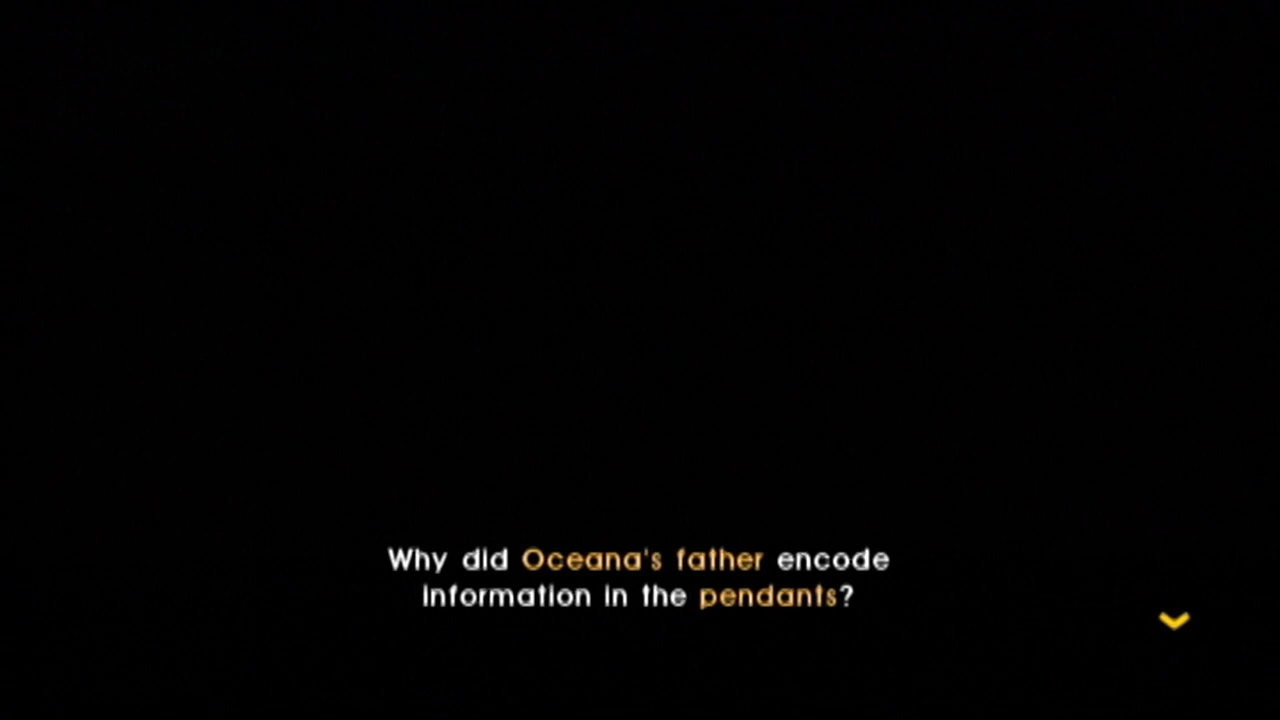 Why did Oceana's father encode
information in the pendants?